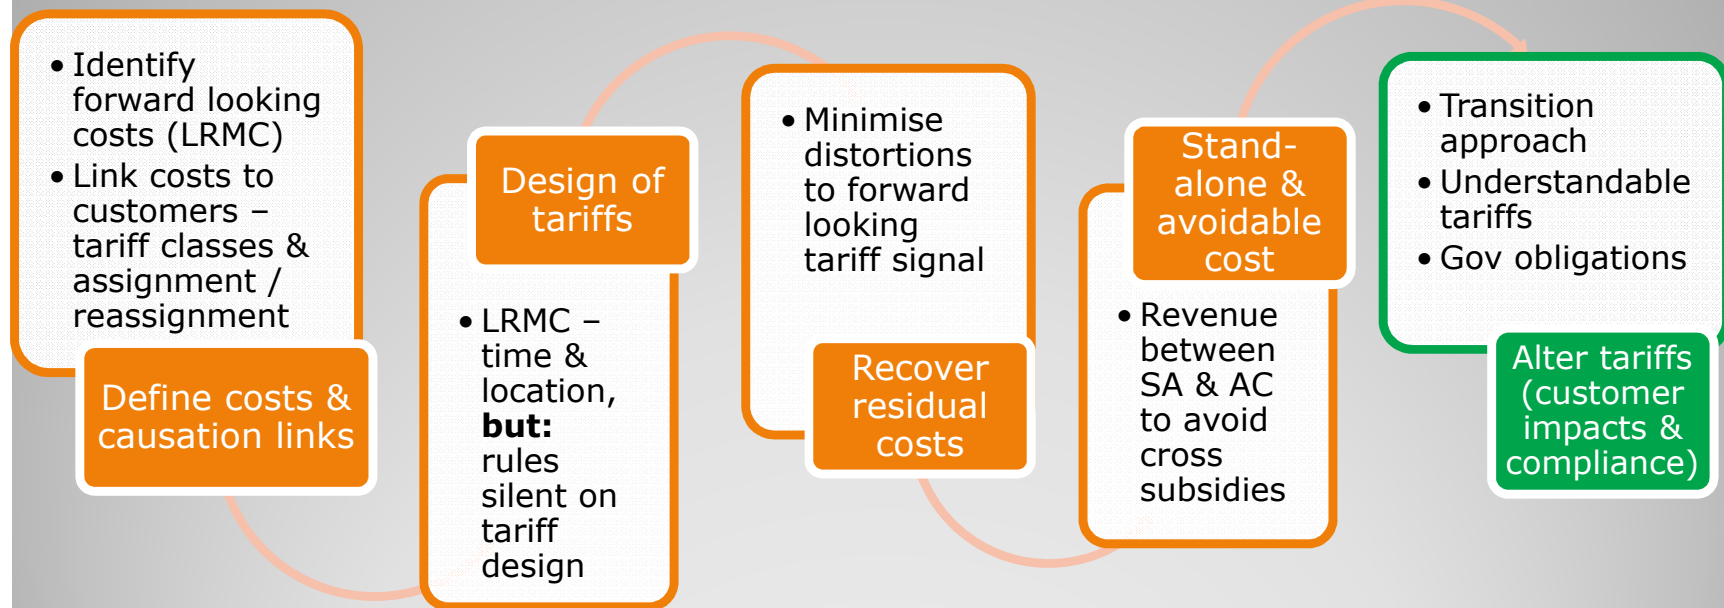 • Identify
forward looking
costs (LRMC)
• Link costs to
customers –
tariff classes &
assignment /
reassignment
Define costs &
causation links
Design of
tariffs
• LRMC –
time &
location,
but:
rules
silent on
tariff
design
• Minimise
distortions
to forward
looking
tariff signal
Recover
residual
costs
Stand-
alone &
avoidable
cost
• Revenue
between
SA & AC
to avoid
cross
subsidies
• Transition
approach
• Understandable
tariffs
• Gov obligations
Alter tariffs
(customer
impacts &
compliance)